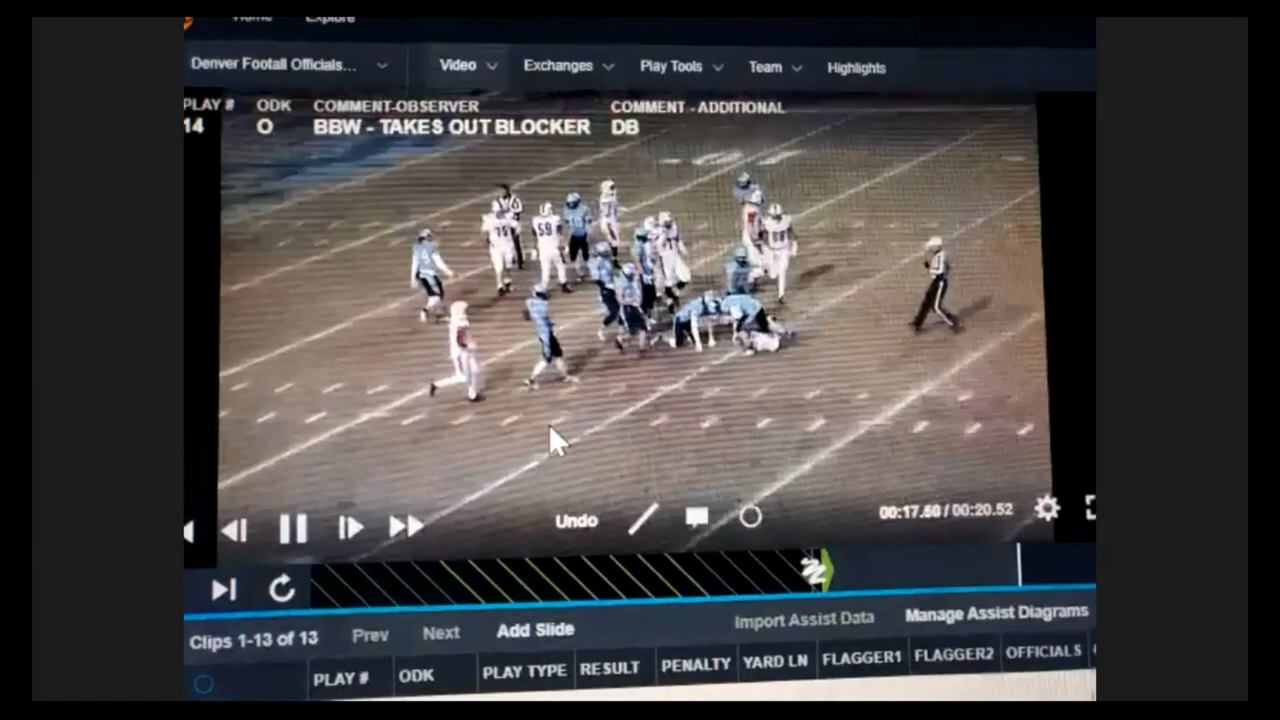 Home Explore
Denver Footall Officials... Video Exchanges Play Tools Team Highlights
PLAY # ODK COMMENT-OBSERVER COMMENT - ADDITIONAL
14 O BBW - TAKES OUT BLOCKER DB
59
Undo 00:17.50 / 00:20.52
Clips 1-13 of 13 Prev Next Add Slide Import Assist Data Manage Assist Diagrams
PLAY # ODK PLAY TYPE RESULT PENALTY YARD LN FLAGGER1 FLAGGER2 OFFICIALS